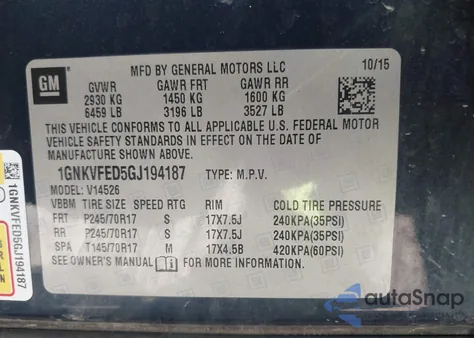 GM
MFD BY GENERAL MOTORS LLC 10/15
GVWR GAWR FRT GAWR RR
2930 KG 1450 KG 1600 KG
6459 LB 3196 LB 3527 LB
THIS VEHICLE CONFORMS TO ALL APPLICABLE U.S. FEDERAL MOTOR
VEHICLE SAFETY STANDARDS IN EFFECT ON THE DATE OF
MANUFACTURE SHOWN ABOVE.
1GNKVFED5GJ194187 TYPE: M.P.V.
MODEL: V14526
VBBM TIRE SIZE SPEED RTG RIM COLD TIRE PRESSURE
FRT P245/70R17 S 17X7.5J 240KPA(35PSI)
RR P245/70R17 S 17X7.5J 240KPA(35PSI)
SPA T145/70R17 M 17X4.5B 420KPA(60PSI)
SEE OWNER'S MANUAL FOR MORE INFORMATION
1GNKVFED5GJ194187
autoSnap